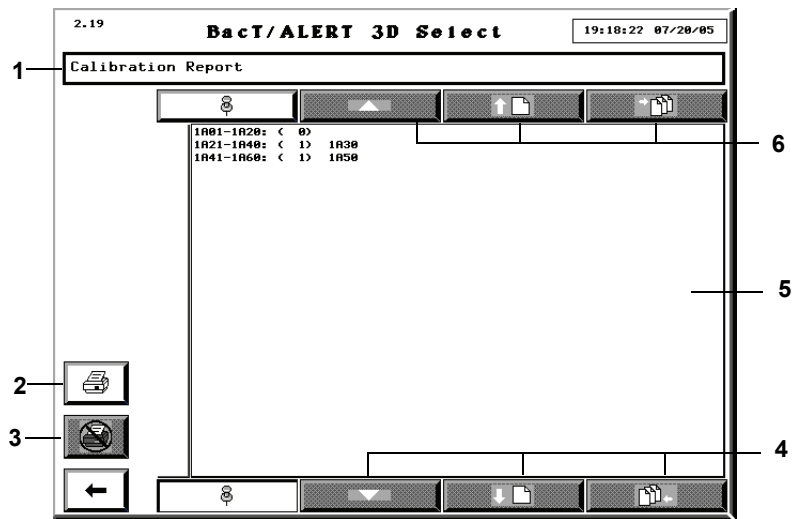 2.19
BacT/ALERT 3D Select
19:18:22 07/20/05
1
Calibration Report
1A01-1A20: ( 0)
1A21-1A40: ( 1) 1A30
1A41-1A60: ( 1) 1A50
6
5
2
3
4